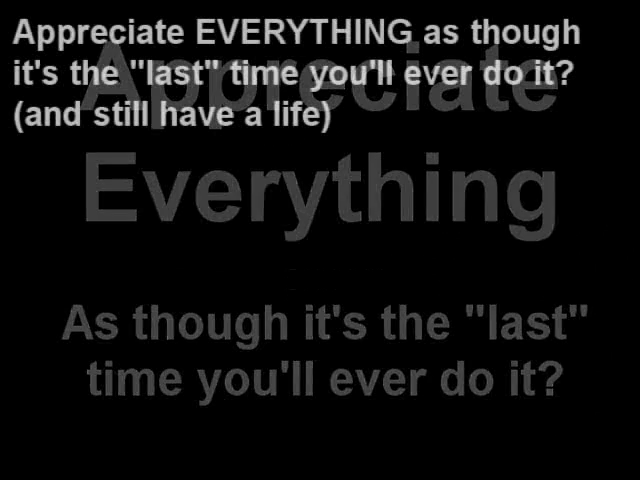 Appreciate EVERYTHING as though
it's the "last" time you'll ever do it?
(and still have a life)
Appreciate
Everything
As though it's the "last"
time you'll ever do it?